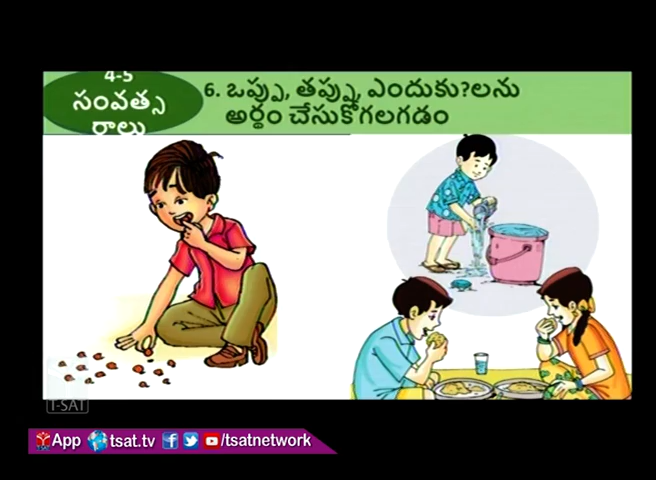 4-5
సంవత్స
రాలు
6. ఒప్పు, తప్పు, ఎందుకు?లను
అర్థం చేసుకోగలగడం
T-SAT
App tsat.tv /tsatnetwork